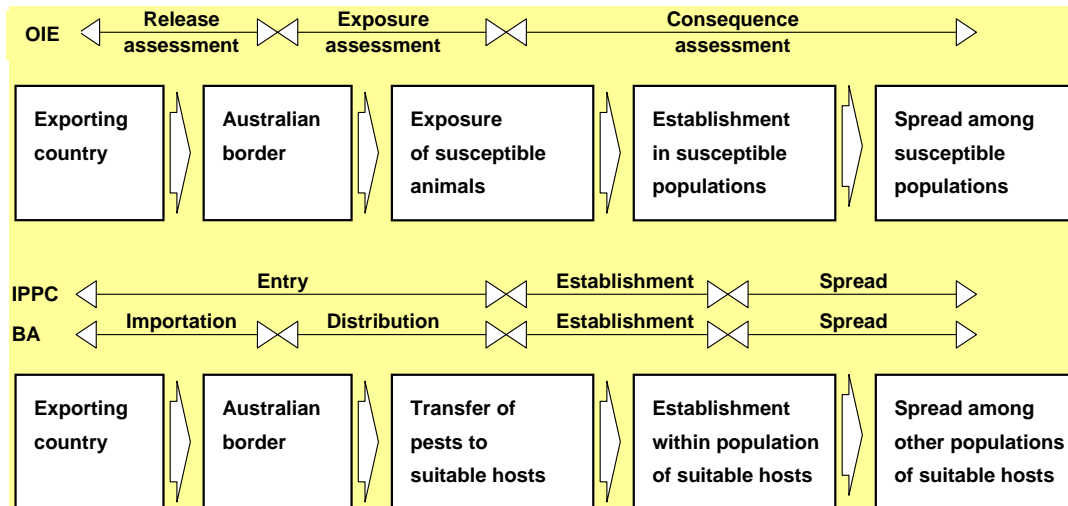 OIE
Release assessment
Exposure assessment
Consequence assessment
Exporting country
Australian border
Exposure of susceptible animals
Establishment in susceptible populations
Spread among susceptible populations
IPPC
Entry
Establishment
Spread
BA
Importation
Distribution
Establishment
Spread
Exporting country
Australian border
Transfer of pests to suitable hosts
Establishment within population of suitable hosts
Spread among other populations of suitable hosts